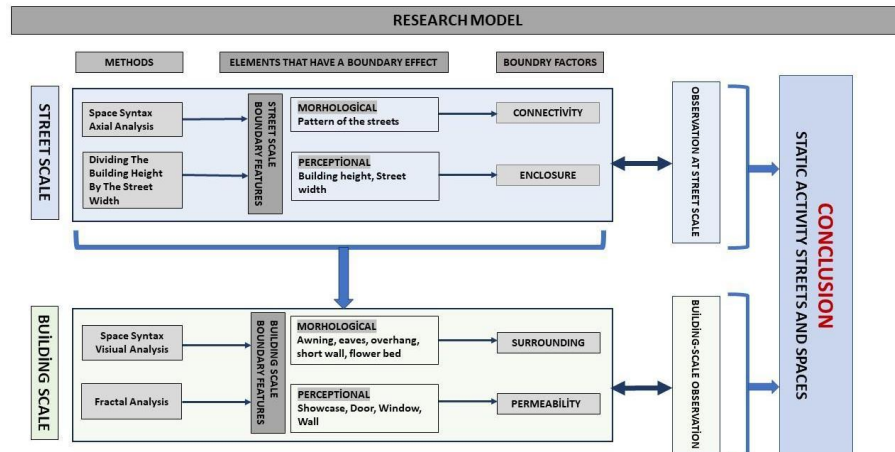 RESEARCH MODEL
METHODS
ELEMENTS THAT HAVE A BOUNDARY EFFECT
BOUNDRY FACTORS
STREET SCALE
Space Syntax
Axial Analysis
Dividing The
Building Height
By The Street
Width
STREET SCALE
BOUNDARY FEATURES
MORHOLOGİCAL
Pattern of the streets
PERCEPTİONAL
Building height, Street
width
CONNECTİVİTY
ENCLOSURE
OBSERVATION AT STREET SCALE
BUİLDİNG SCALE
Space Syntax
Visiual Analysis
Fractal Analysis
BUILDING SCALE
BOUNDARY FEATURES
MORHOLOGİCAL
Awning, eaves, overhang,
short wall, flower bed
PERCEPTİONAL
Showcase, Door, Window,
Wall
SURROUNDING
PERMEABİLİTY
BUİLDİNG-SCALE OBSERVATION
CONCLUSION
STATIC ACTIVITY STREETS AND SPACES